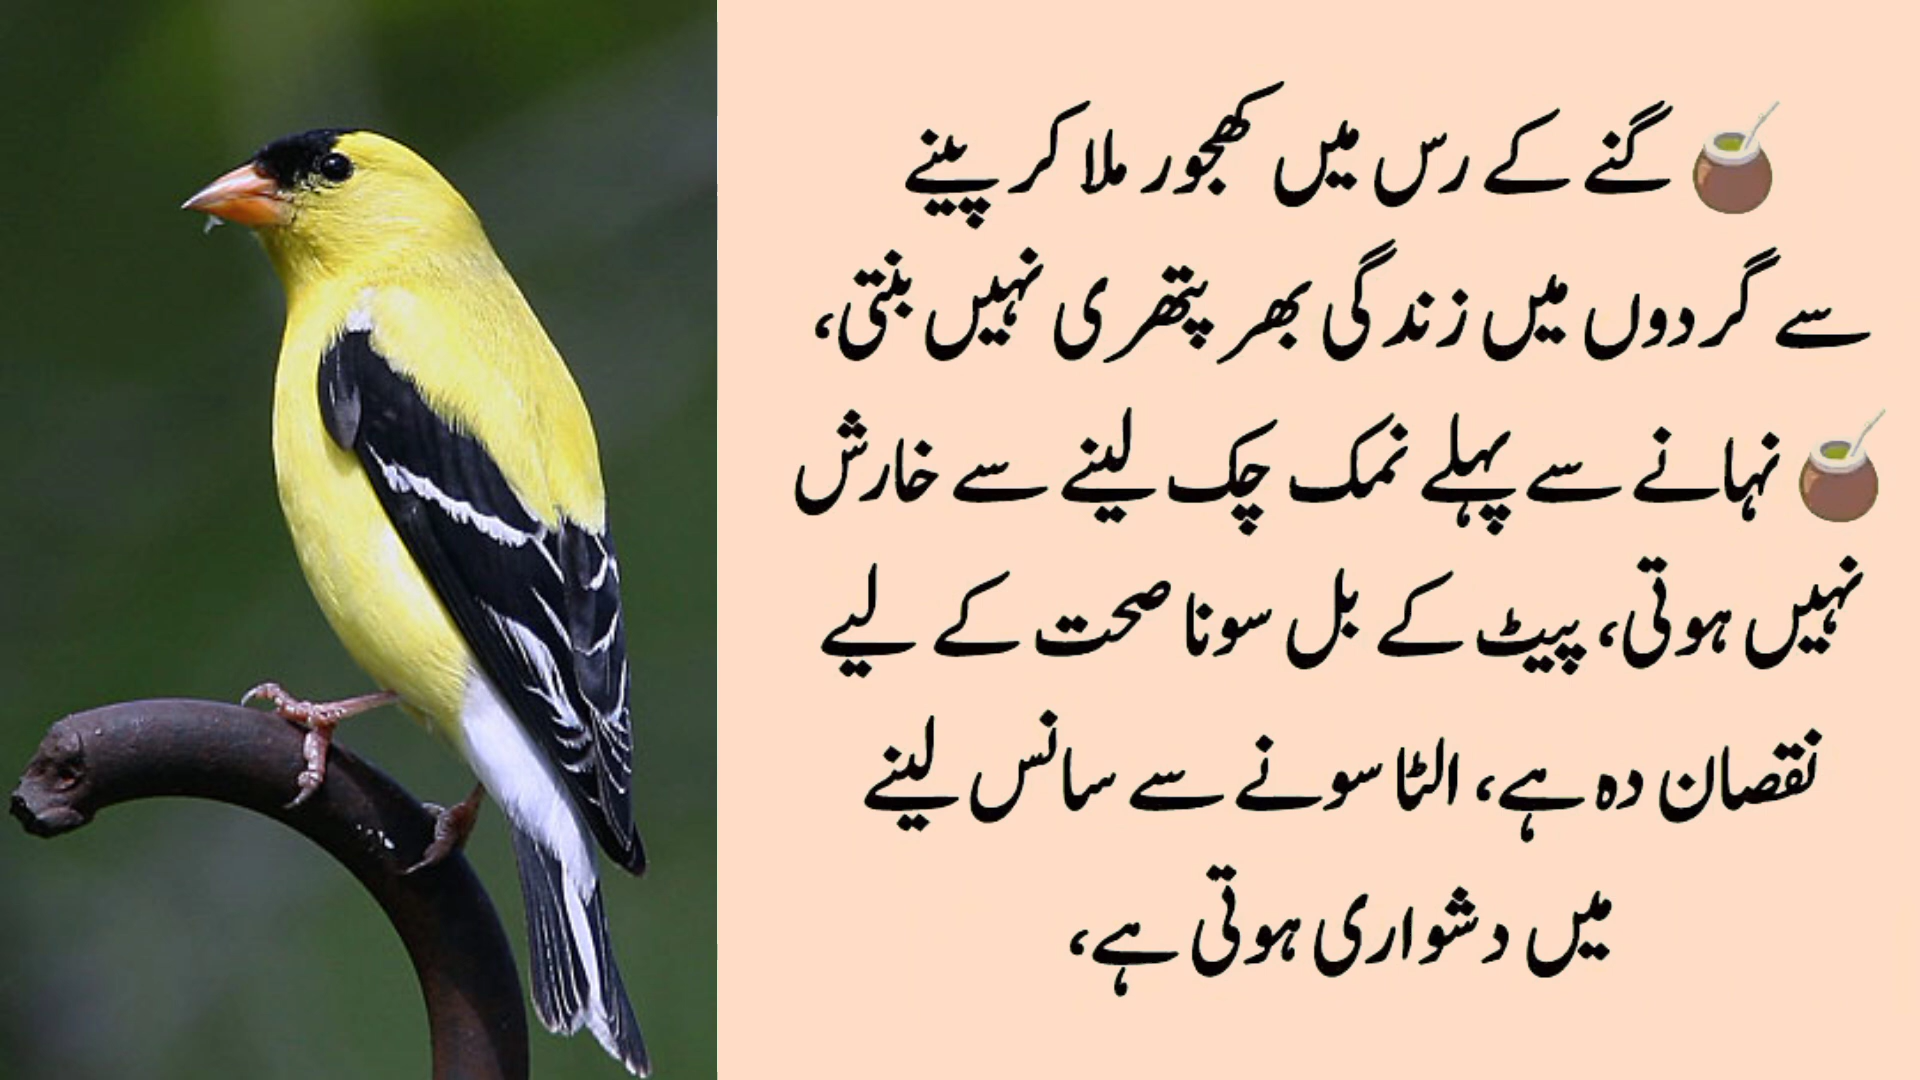 🧉 گنے کے رس میں کھجور ملا کر پینے
سے گردوں میں زندگی بھر پتھری نہیں بنتی،
🧉 نہانے سے پہلے نمک چک لینے سے خارش
نہیں ہوتی، پیٹ کے بل سونا صحت کے لیے
نقصان دہ ہے، الٹا سونے سے سانس لینے
میں دشواری ہوتی ہے،